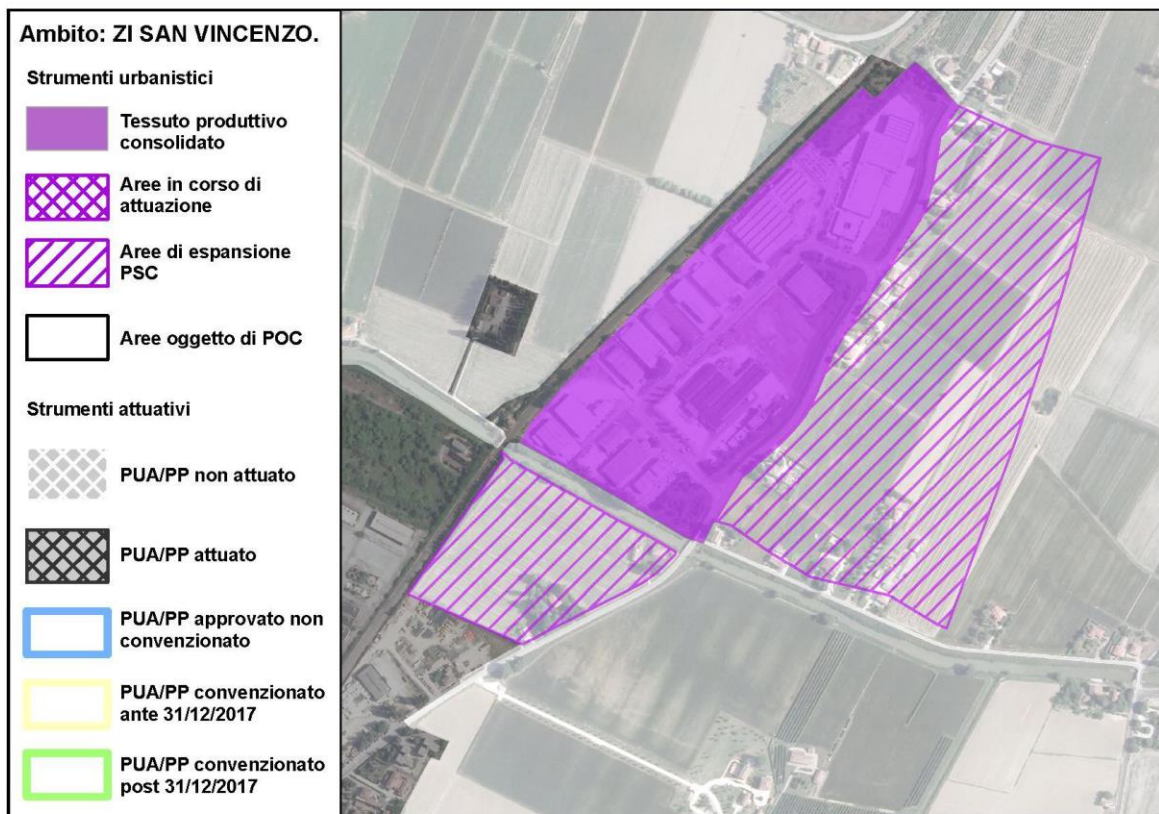 Ambito: ZI SAN VINCENZO.
Strumenti urbanistici
Tessuto produttivo
consolidato
Aree in corso di
attuazione
Aree di espansione
PSC
Aree oggetto di POC
Strumenti attuativi
PUA/PP non attuato
PUA/PP attuato
PUA/PP approvato non
convenzionato
PUA/PP convenzionato
ante 31/12/2017
PUA/PP convenzionato
post 31/12/2017